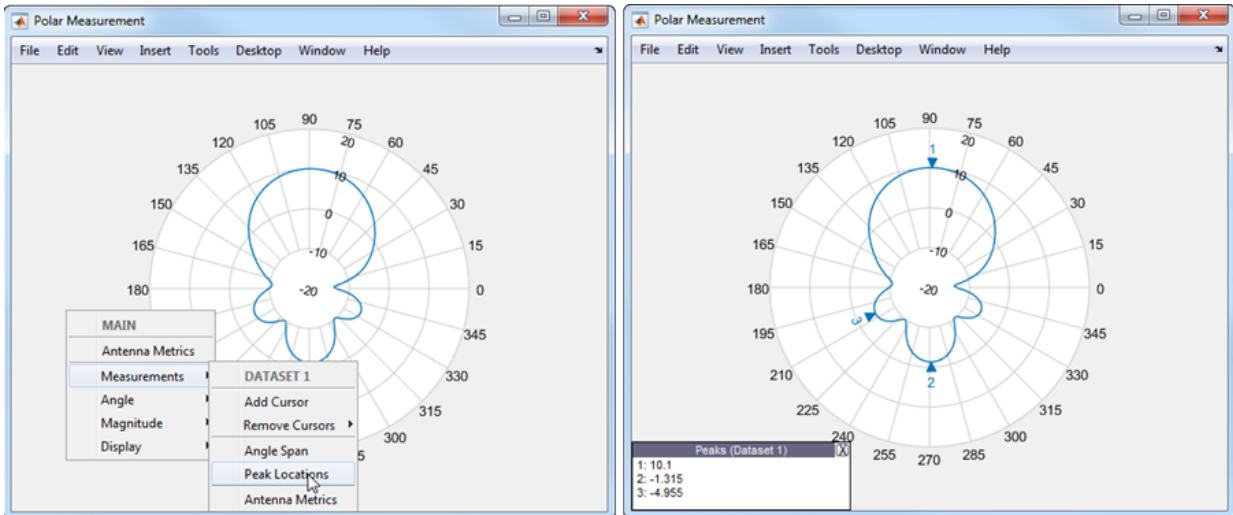 Polar Measurement
File Edit View Insert Tools Desktop Window Help
90
105 75
120 20 60
135 45
10
150 30
0
165 15
-10
180 -20 0
MAIN
345
Antenna Metrics
Measurements DATASET 1 330
Angle Add Cursor
Magnitude Remove Cursors 315
Display Angle Span 300
5
Peak Locations
Antenna Metrics
Polar Measurement
File Edit View Insert Tools Desktop Window Help
90
105 75
120 1 20 60
135 45
10
150 30
0
165 15
-10
180 -20 0
3
195 345
210 2 330
225 315
240 300
255 270 285
Peaks (Dataset 1) X
1: 10.1
2: -1.315
3: -4.955